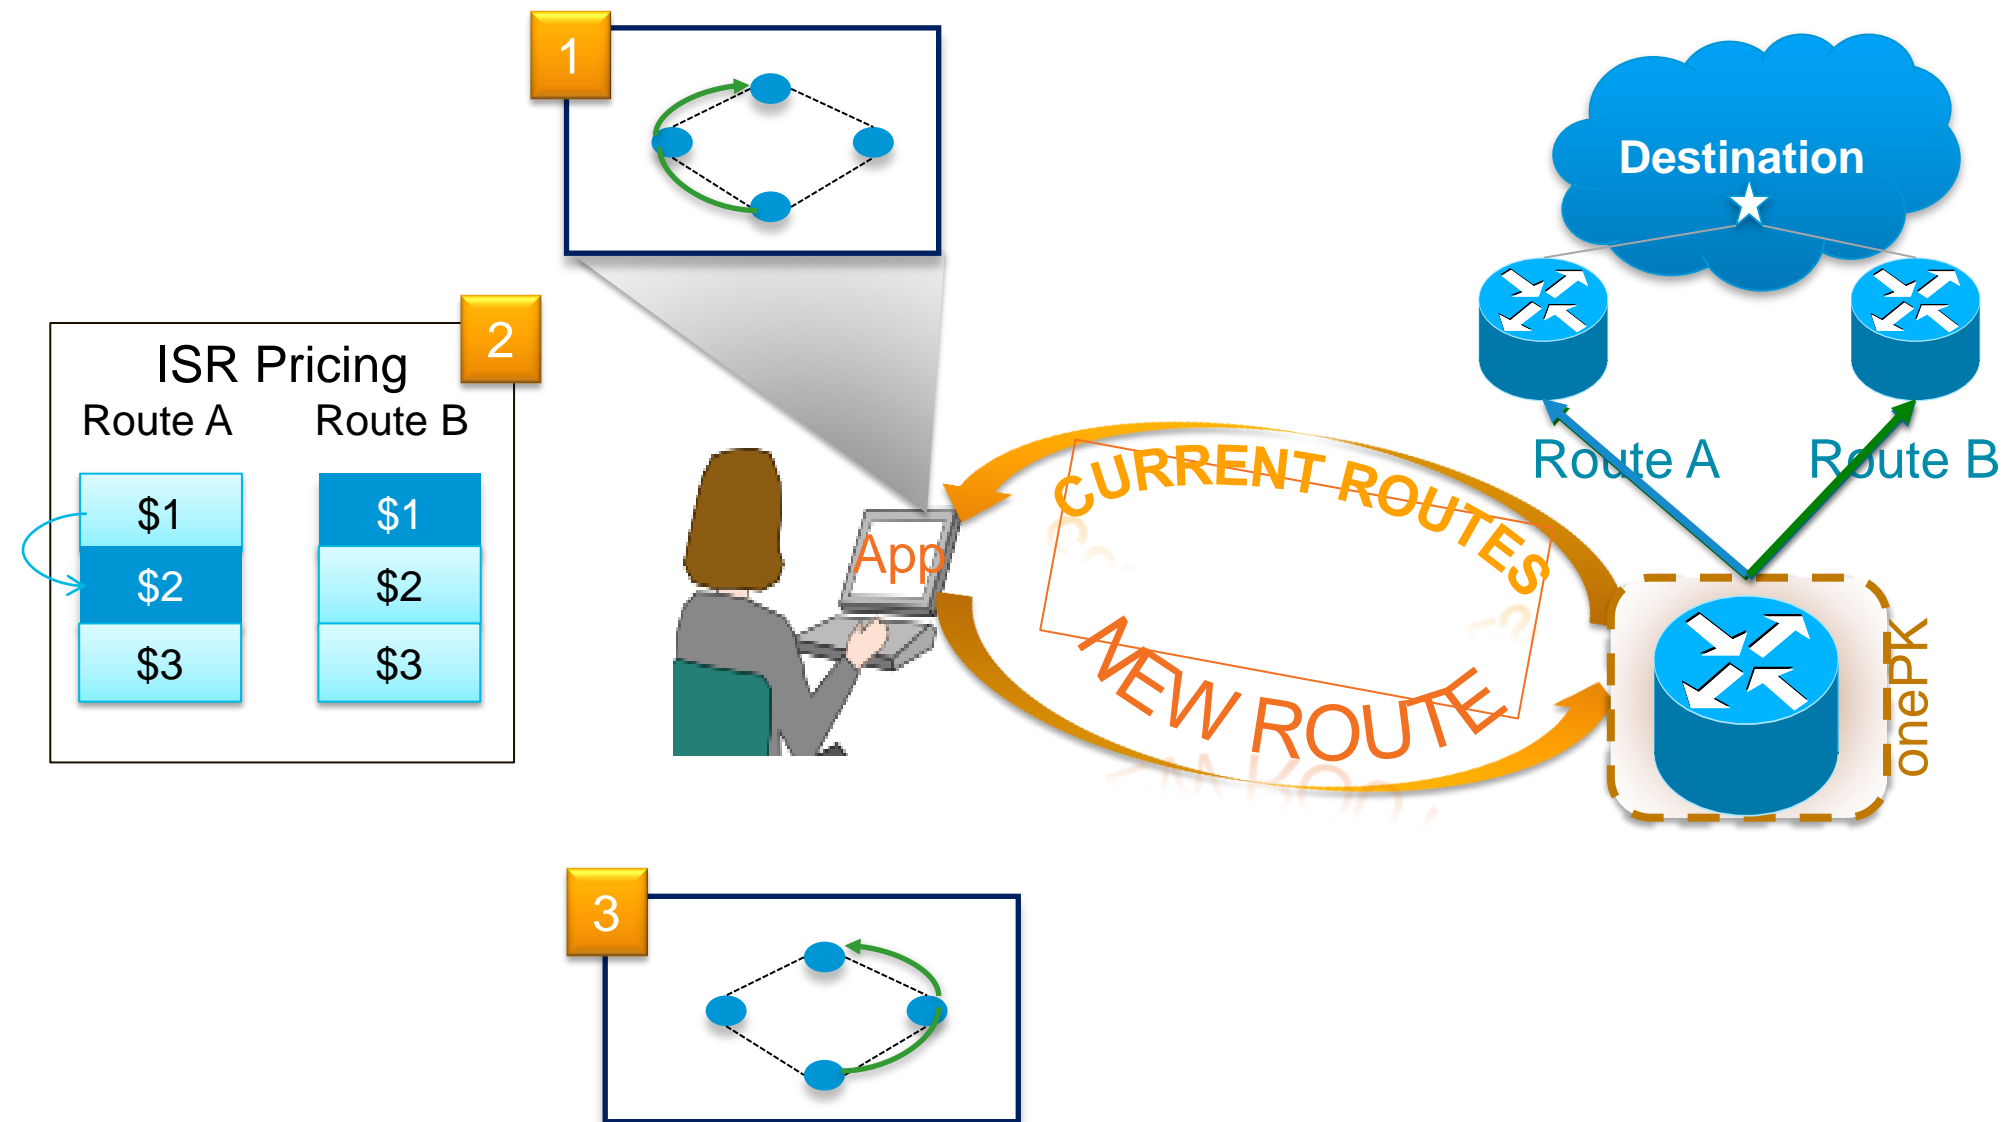 1
Destination
2
ISR Pricing
Route A
Route B
$1
$1
$2
$2
$3
$3
App
CURRENT ROUTES
NEW ROUTE
Route A
Route B
onePK
3